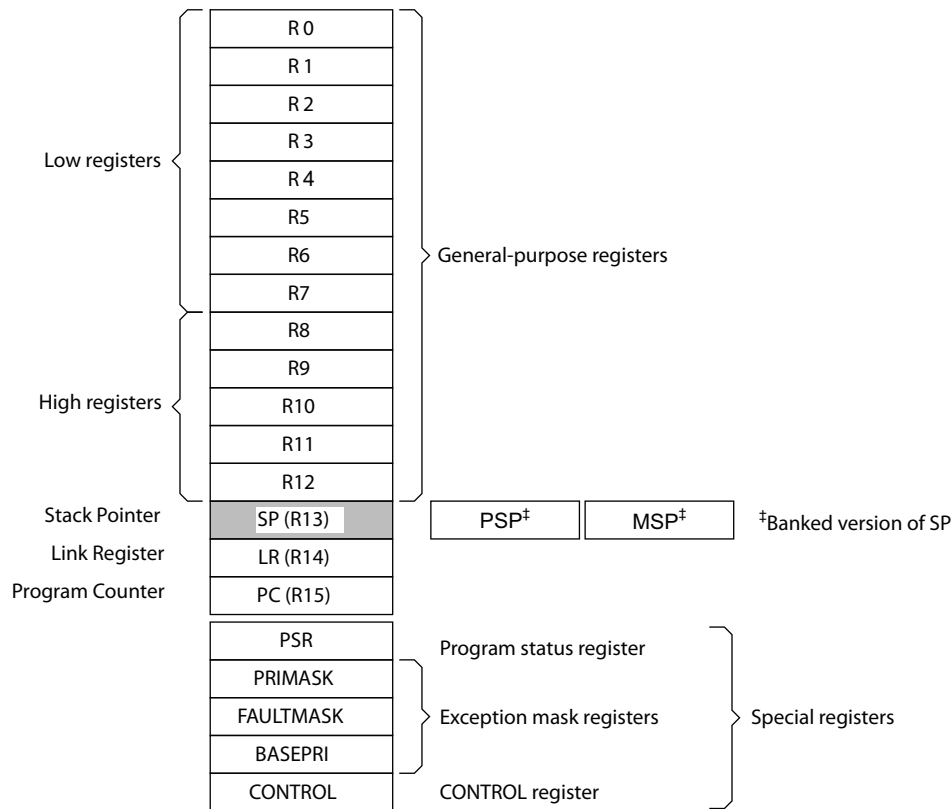 R 0
R 1
R 2
R 3
Low registers
R 4
R5
R6
General-purpose registers
R7
R8
R9
High registers
R10
R11
R12
Stack Pointer
SP (R13)
PSP‡
MSP‡
‡Banked version of SP
Link Register
LR (R14)
Program Counter
PC (R15)
PSR
Program status register
PRIMASK
FAULTMASK
Exception mask registers
Special registers
BASEPRI
CONTROL
CONTROL register